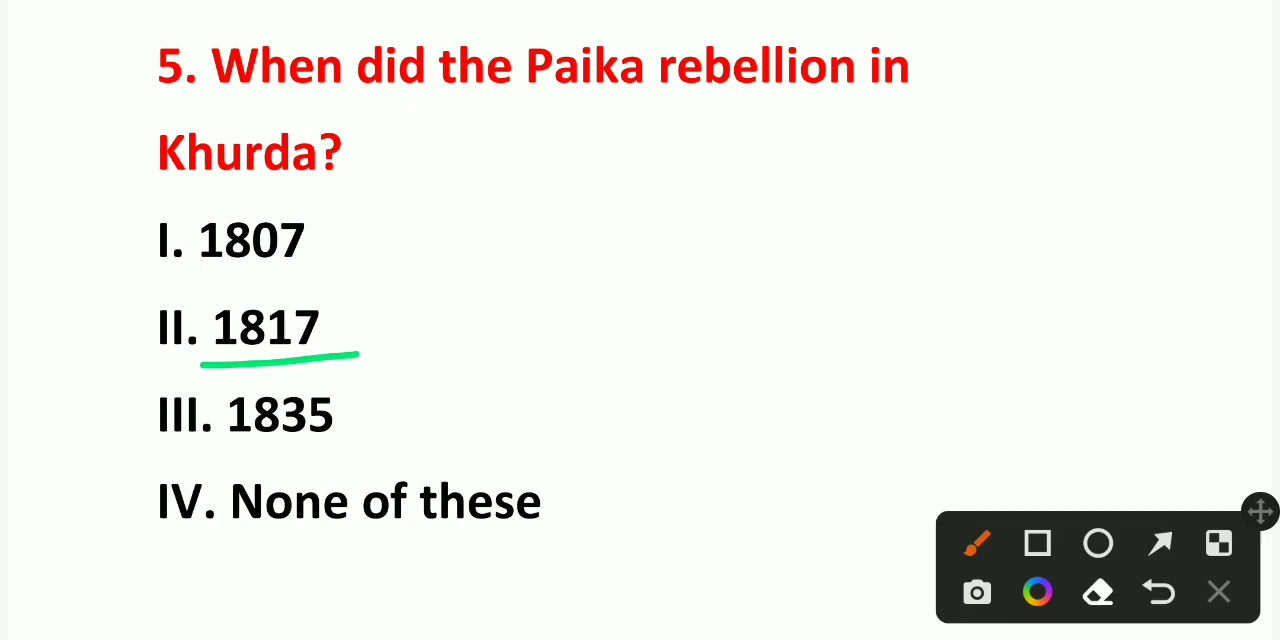 5. When did the Paika rebellion in
Khurda?
I. 1807
II. 1817
III. 1835
IV. None of these